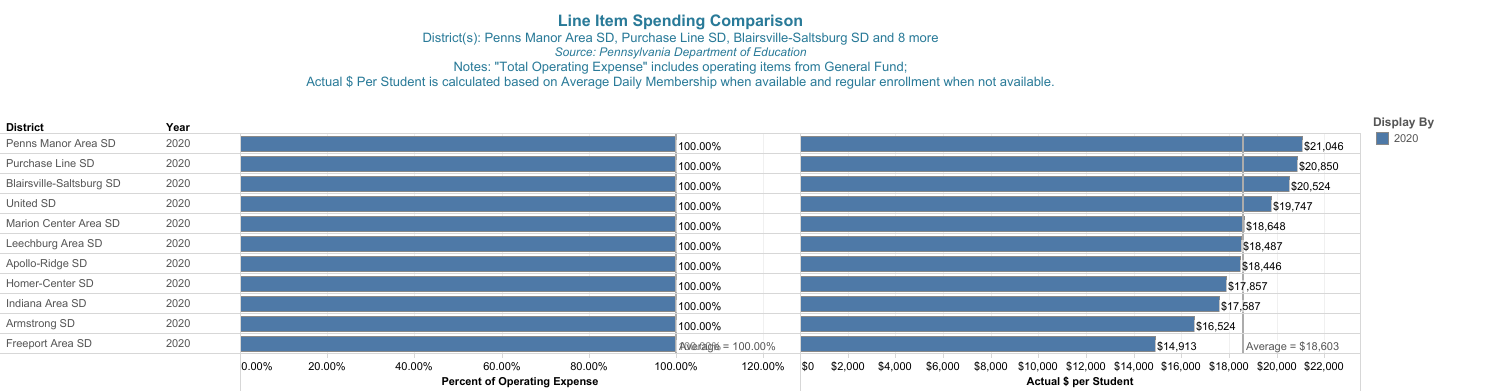 Line Item Spending Comparison
District(s): Penns Manor Area SD, Purchase Line SD, Blairsville-Saltsburg SD and 8 more
Source: Pennsylvania Department of Education
Notes: "Total Operating Expense" includes operating items from General Fund;
Actual $ Per Student is calculated based on Average Daily Membership when available and regular enrollment when not available.
Display By
2020
District Year
Penns Manor Area SD 2020 100.00% $21,046
Purchase Line SD 2020 100.00% $20,850
Blairsville-Saltsburg SD 2020 100.00% $20,524
United SD 2020 100.00% $19,747
Marion Center Area SD 2020 100.00% $18,648
Leechburg Area SD 2020 100.00% $18,487
Apollo-Ridge SD 2020 100.00% $18,446
Homer-Center SD 2020 100.00% $17,857
Indiana Area SD 2020 100.00% $17,587
Armstrong SD 2020 100.00% $16,524
Freeport Area SD 2020 100.00% Average = 100.00% $14,913 Average = $18,603
0.00% 20.00% 40.00% 60.00% 80.00% 100.00% 120.00% $0 $2,000 $4,000 $6,000 $8,000 $10,000 $12,000 $14,000 $16,000 $18,000 $20,000 $22,000
Percent of Operating Expense Actual $ per Student